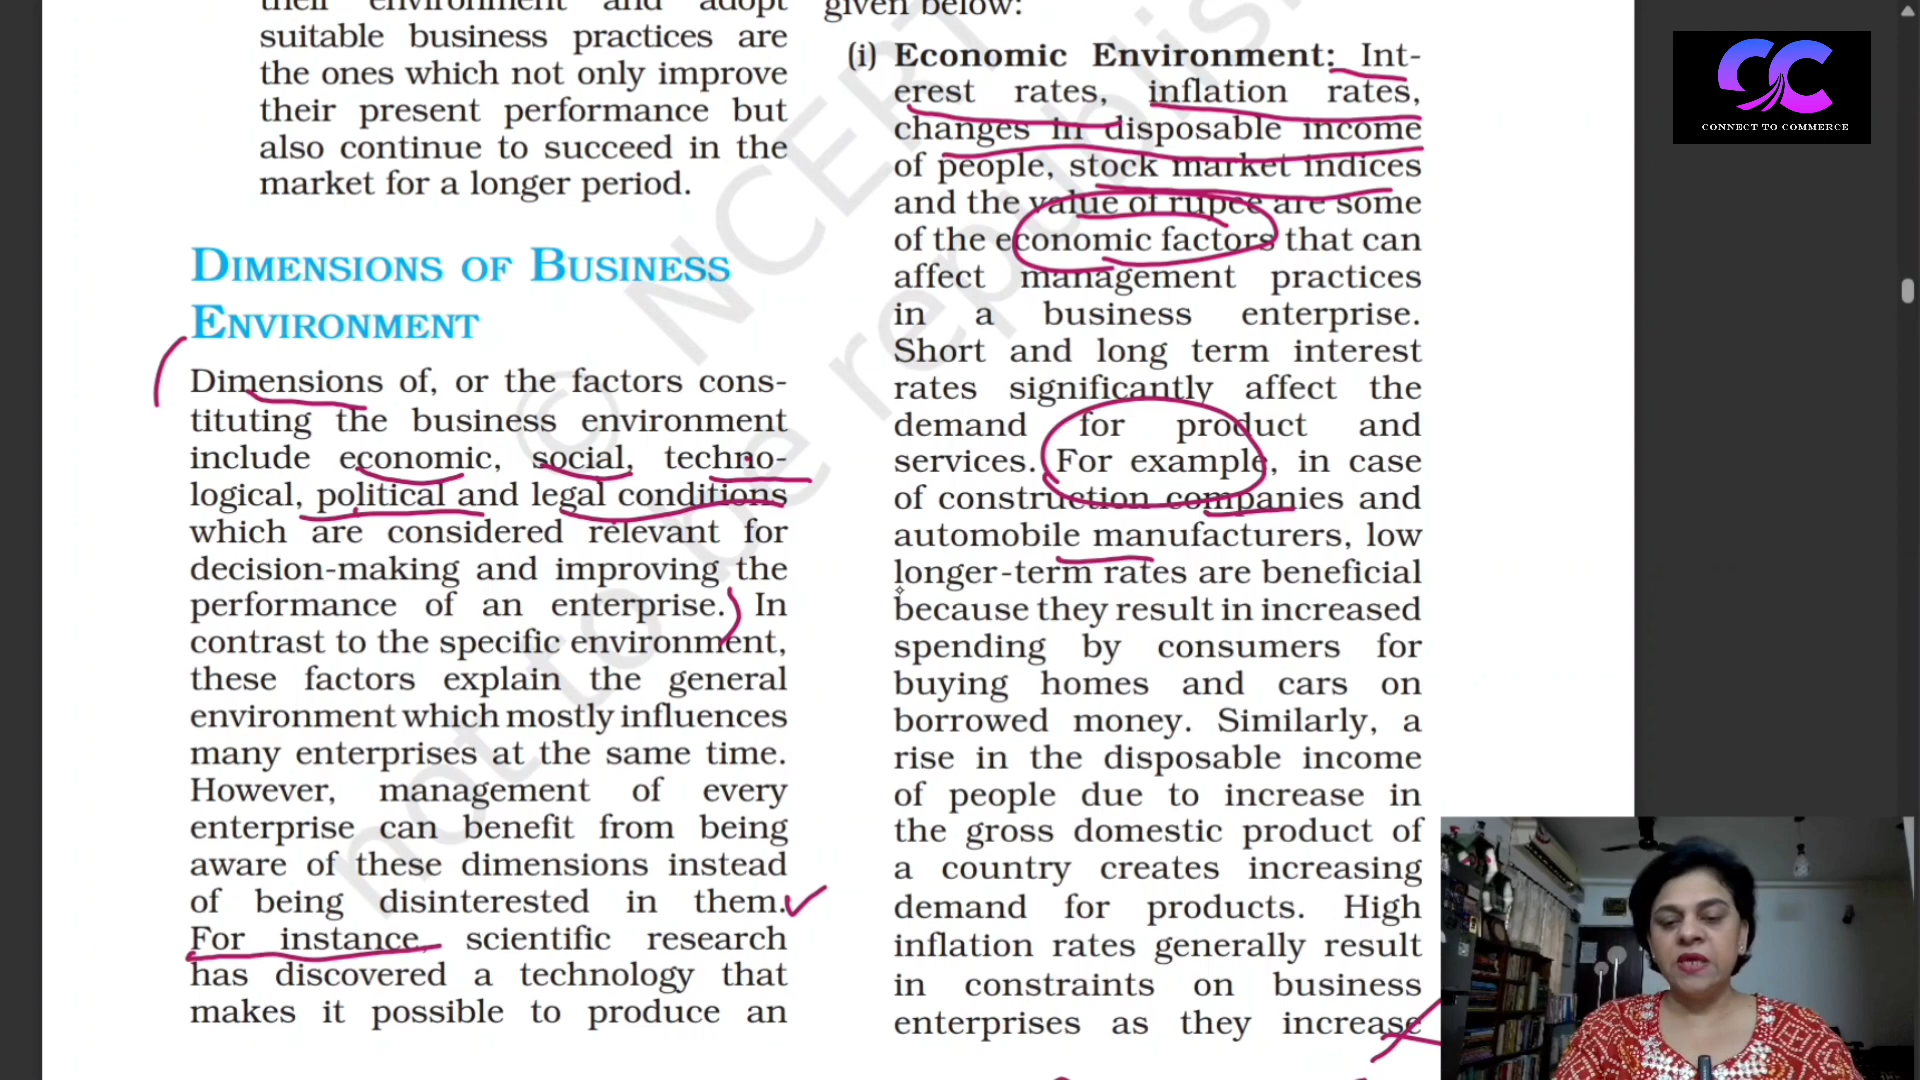 their environment and adopt
suitable business practices are
the ones which not only improve
their present performance but
also continue to succeed in the
market for a longer period.
DIMENSIONS OF BUSINESS
ENVIRONMENT
Dimensions of, or the factors cons-
tituting the business environment
include economic, social, techno-
logical, political and legal conditions
which are considered relevant for
decision-making and improving the
performance of an enterprise. In
contrast to the specific environment,
these factors explain the general
environment which mostly influences
many enterprises at the same time.
However, management of every
enterprise can benefit from being
aware of these dimensions instead
of being disinterested in them.
For instance, scientific research
has discovered a technology that
makes it possible to produce an
given below:
(i) Economic Environment: Int-
erest rates, inflation rates,
changes in disposable income
of people, stock market indices
and the value of rupee are some
of the economic factors that can
affect management practices
in a business enterprise.
Short and long term interest
rates significantly affect the
demand for product and
services. For example, in case
of construction companies and
automobile manufacturers, low
longer-term rates are beneficial
because they result in increased
spending by consumers for
buying homes and cars on
borrowed money. Similarly, a
rise in the disposable income
of people due to increase in
the gross domestic product of
a country creates increasing
demand for products. High
inflation rates generally result
in constraints on business
enterprises as they increase
© NCERT
not to be republis
CC
CONNECT TO COMMERCE